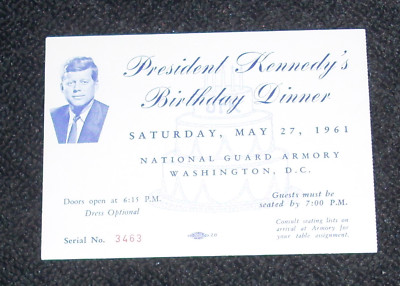 President Kennedy's
Birthday Dinner
SATURDAY, MAY 27, 1961
NATIONAL GUARD ARMORY
WASHINGTON, D.C.
Doors open at 6:15 P.M.
Dress Optional
Guests must be
seated by 7:00 P.M.
Consult seating lists on
arrival at Armory for
your table assignment.
Serial No. 3463